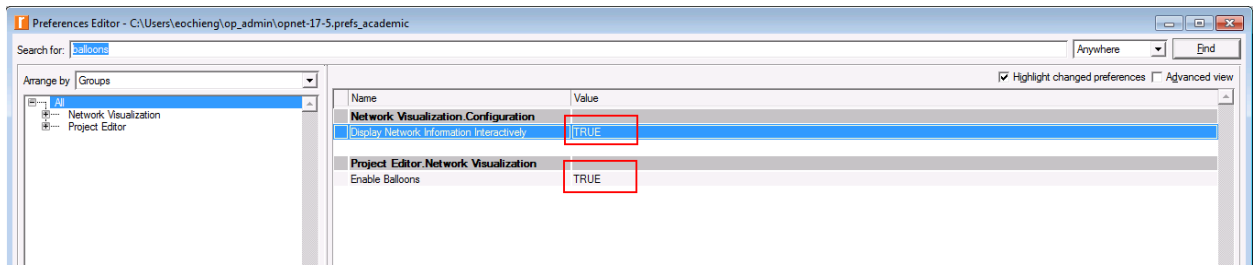 Preferences Editor - C:\Users\eochieng\op_admin\opnet-17-5.prefs_academic
Search for: balloons Anywhere Find
Arrange by Groups Highlight changed preferences Advanced view
All
Network Visualization
Project Editor
Name Value
Network Visualization.Configuration
Display Network Information Interactively TRUE
Project Editor.Network Visualization
Enable Balloons TRUE